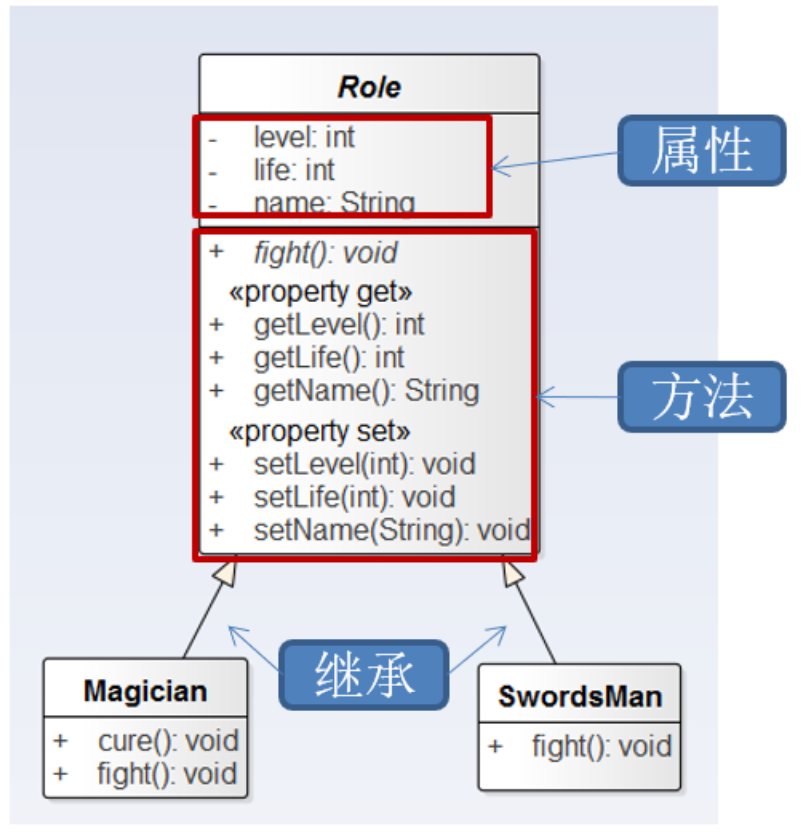 Role
- level: int
- life: int
- name: String
属性
+ fight(): void
«property get»
+ getLevel(): int
+ getLife(): int
+ getName(): String
方法
«property set»
+ setLevel(int): void
+ setLife(int): void
+ setName(String): void
继承
Magician
+ cure(): void
+ fight(): void
SwordsMan
+ fight(): void